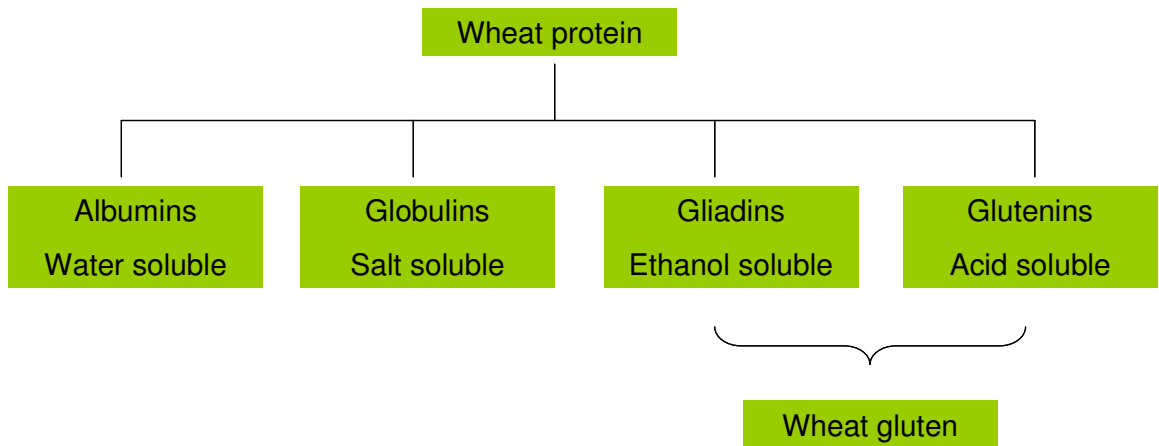 Wheat protein
Albumins
Water soluble
Globulins
Salt soluble
Gliadins
Ethanol soluble
Glutenins
Acid soluble
Wheat gluten